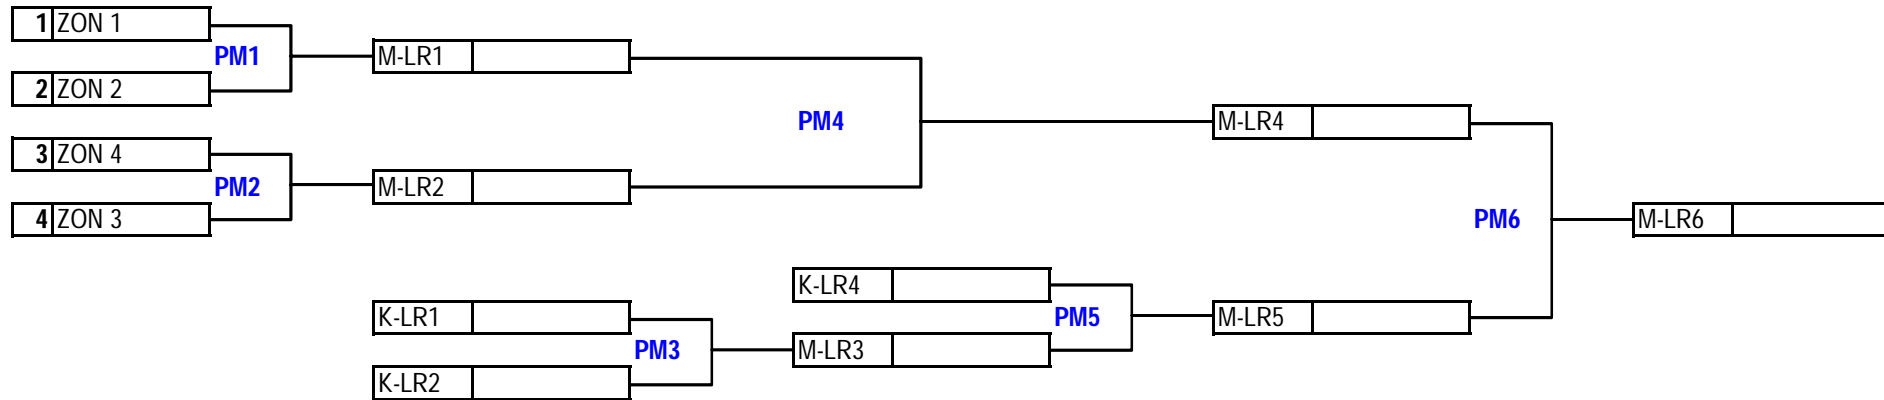 1 ZON 1
PM1
M-LR1
2 ZON 2
PM4
M-LR4
3 ZON 4
PM2
M-LR2
4 ZON 3
PM6
M-LR6
K-LR4
K-LR1
PM5
M-LR5
PM3
M-LR3
K-LR2